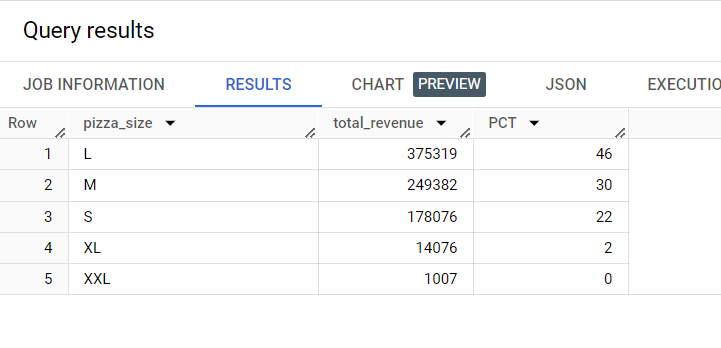 Query results
JOB INFORMATION RESULTS CHART PREVIEW JSON EXECUTIO
Row pizza_size total_revenue PCT
1 L 375319 46
2 M 249382 30
3 S 178076 22
4 XL 14076 2
5 XXL 1007 0